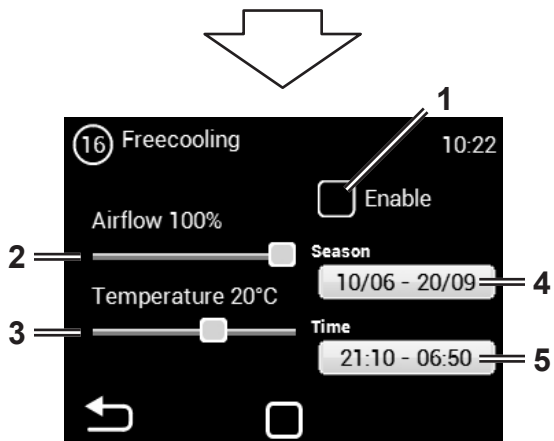 1
16 Freecooling 10:22
Enable
Airflow 100%
2
Season
10/06 - 20/09 4
Temperature 20°C
3
Time
21:10 - 06:50 5